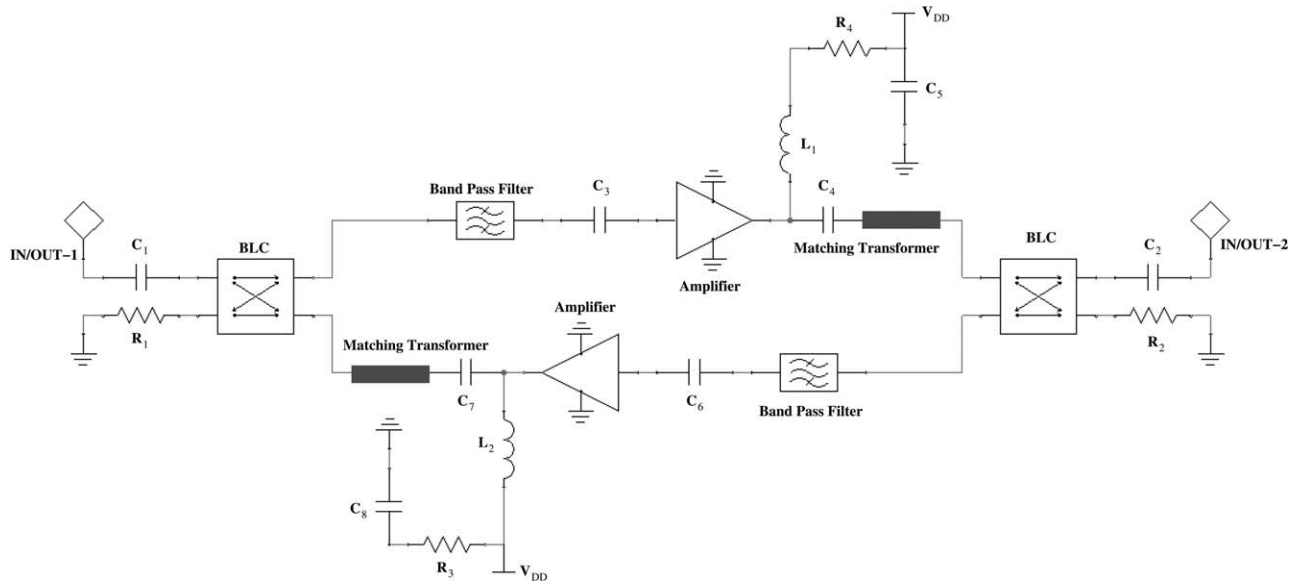 V_DD
R_4
C_5
L_1
Band Pass Filter
C_3
C_4
IN/OUT−1
C_1
BLC
Matching Transformer
BLC
C_2
IN/OUT−2
Amplifier
R_1
Amplifier
R_2
Matching Transformer
C_7
C_6
Band Pass Filter
L_2
C_8
R_3
V_DD